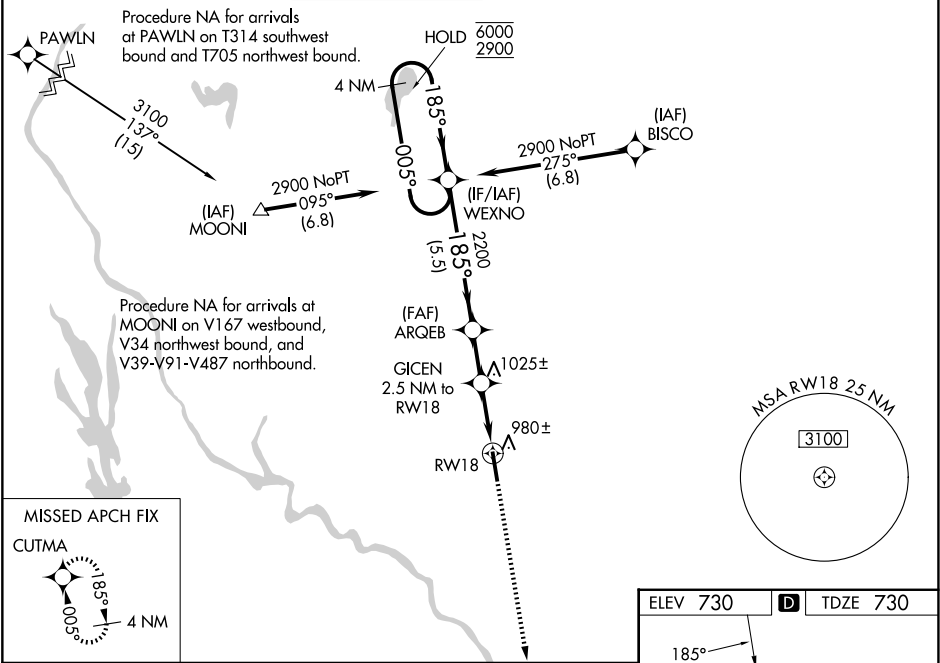 Procedure NA for arrivals
at PAWLN on T314 southwest
bound and T705 northwest bound.
PAWLN
3100
137°
(15)
HOLD 6000
2900
4 NM
185°
005°
(IAF)
BISCO
2900 NoPT
275°
(6.8)
2900 NoPT
095°
(6.8)
(IAF)
MOONI
(IF/IAF)
WEXNO
2200
185°
(5.5)
Procedure NA for arrivals at
MOONI on V167 westbound,
V34 northwest bound, and
V39-V91-V487 northbound.
(FAF)
ARQEB
GICEN
2.5 NM to
RW18
1025±
980±
RW18
MSA RW18 25 NM
3100
MISSED APCH FIX
CUTMA
185°
005°
4 NM
ELEV 730 D TDZE 730
185°